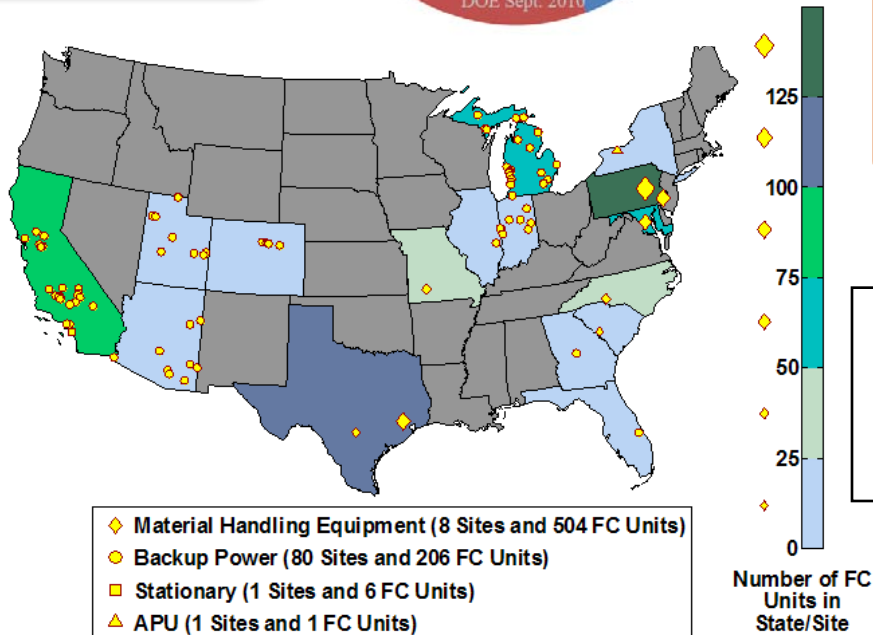 DOE Sept. 2010
125
100
75
50
25
0
Number of FC
Units in
State/Site
Material Handling Equipment (8 Sites and 504 FC Units)
Backup Power (80 Sites and 206 FC Units)
Stationary (1 Sites and 6 FC Units)
APU (1 Sites and 1 FC Units)